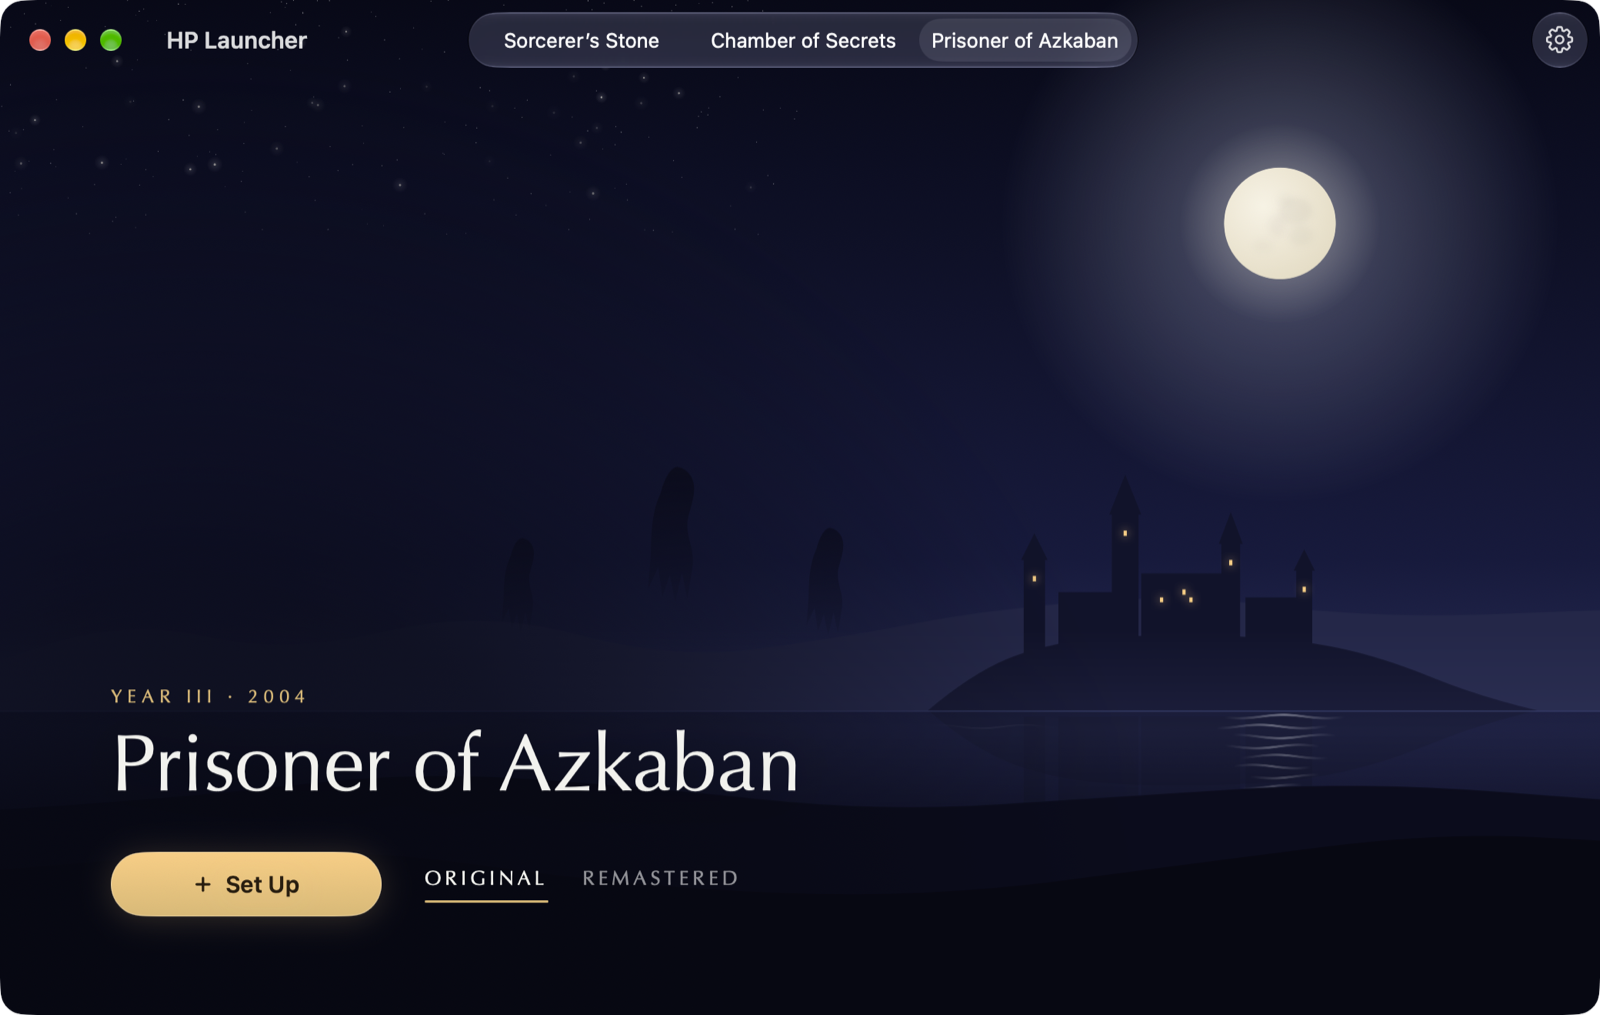 HP Launcher
Sorcerer’s Stone
Chamber of Secrets
Prisoner of Azkaban
YEAR III · 2004
Prisoner of Azkaban
+ Set Up
ORIGINAL
REMASTERED